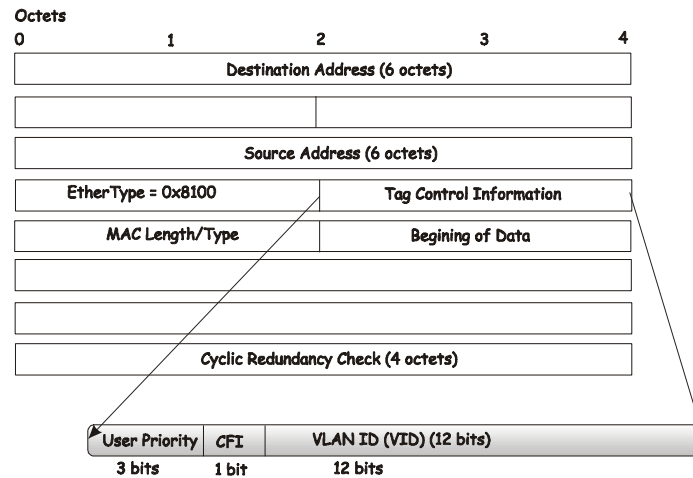 Octets
0 1 2 3 4
Destination Address (6 octets)
Source Address (6 octets)
EtherType = 0x8100 Tag Control Information
MAC Length/Type Begining of Data
Cyclic Redundancy Check (4 octets)
User Priority CFI VLAN ID (VID) (12 bits)
3 bits 1 bit 12 bits